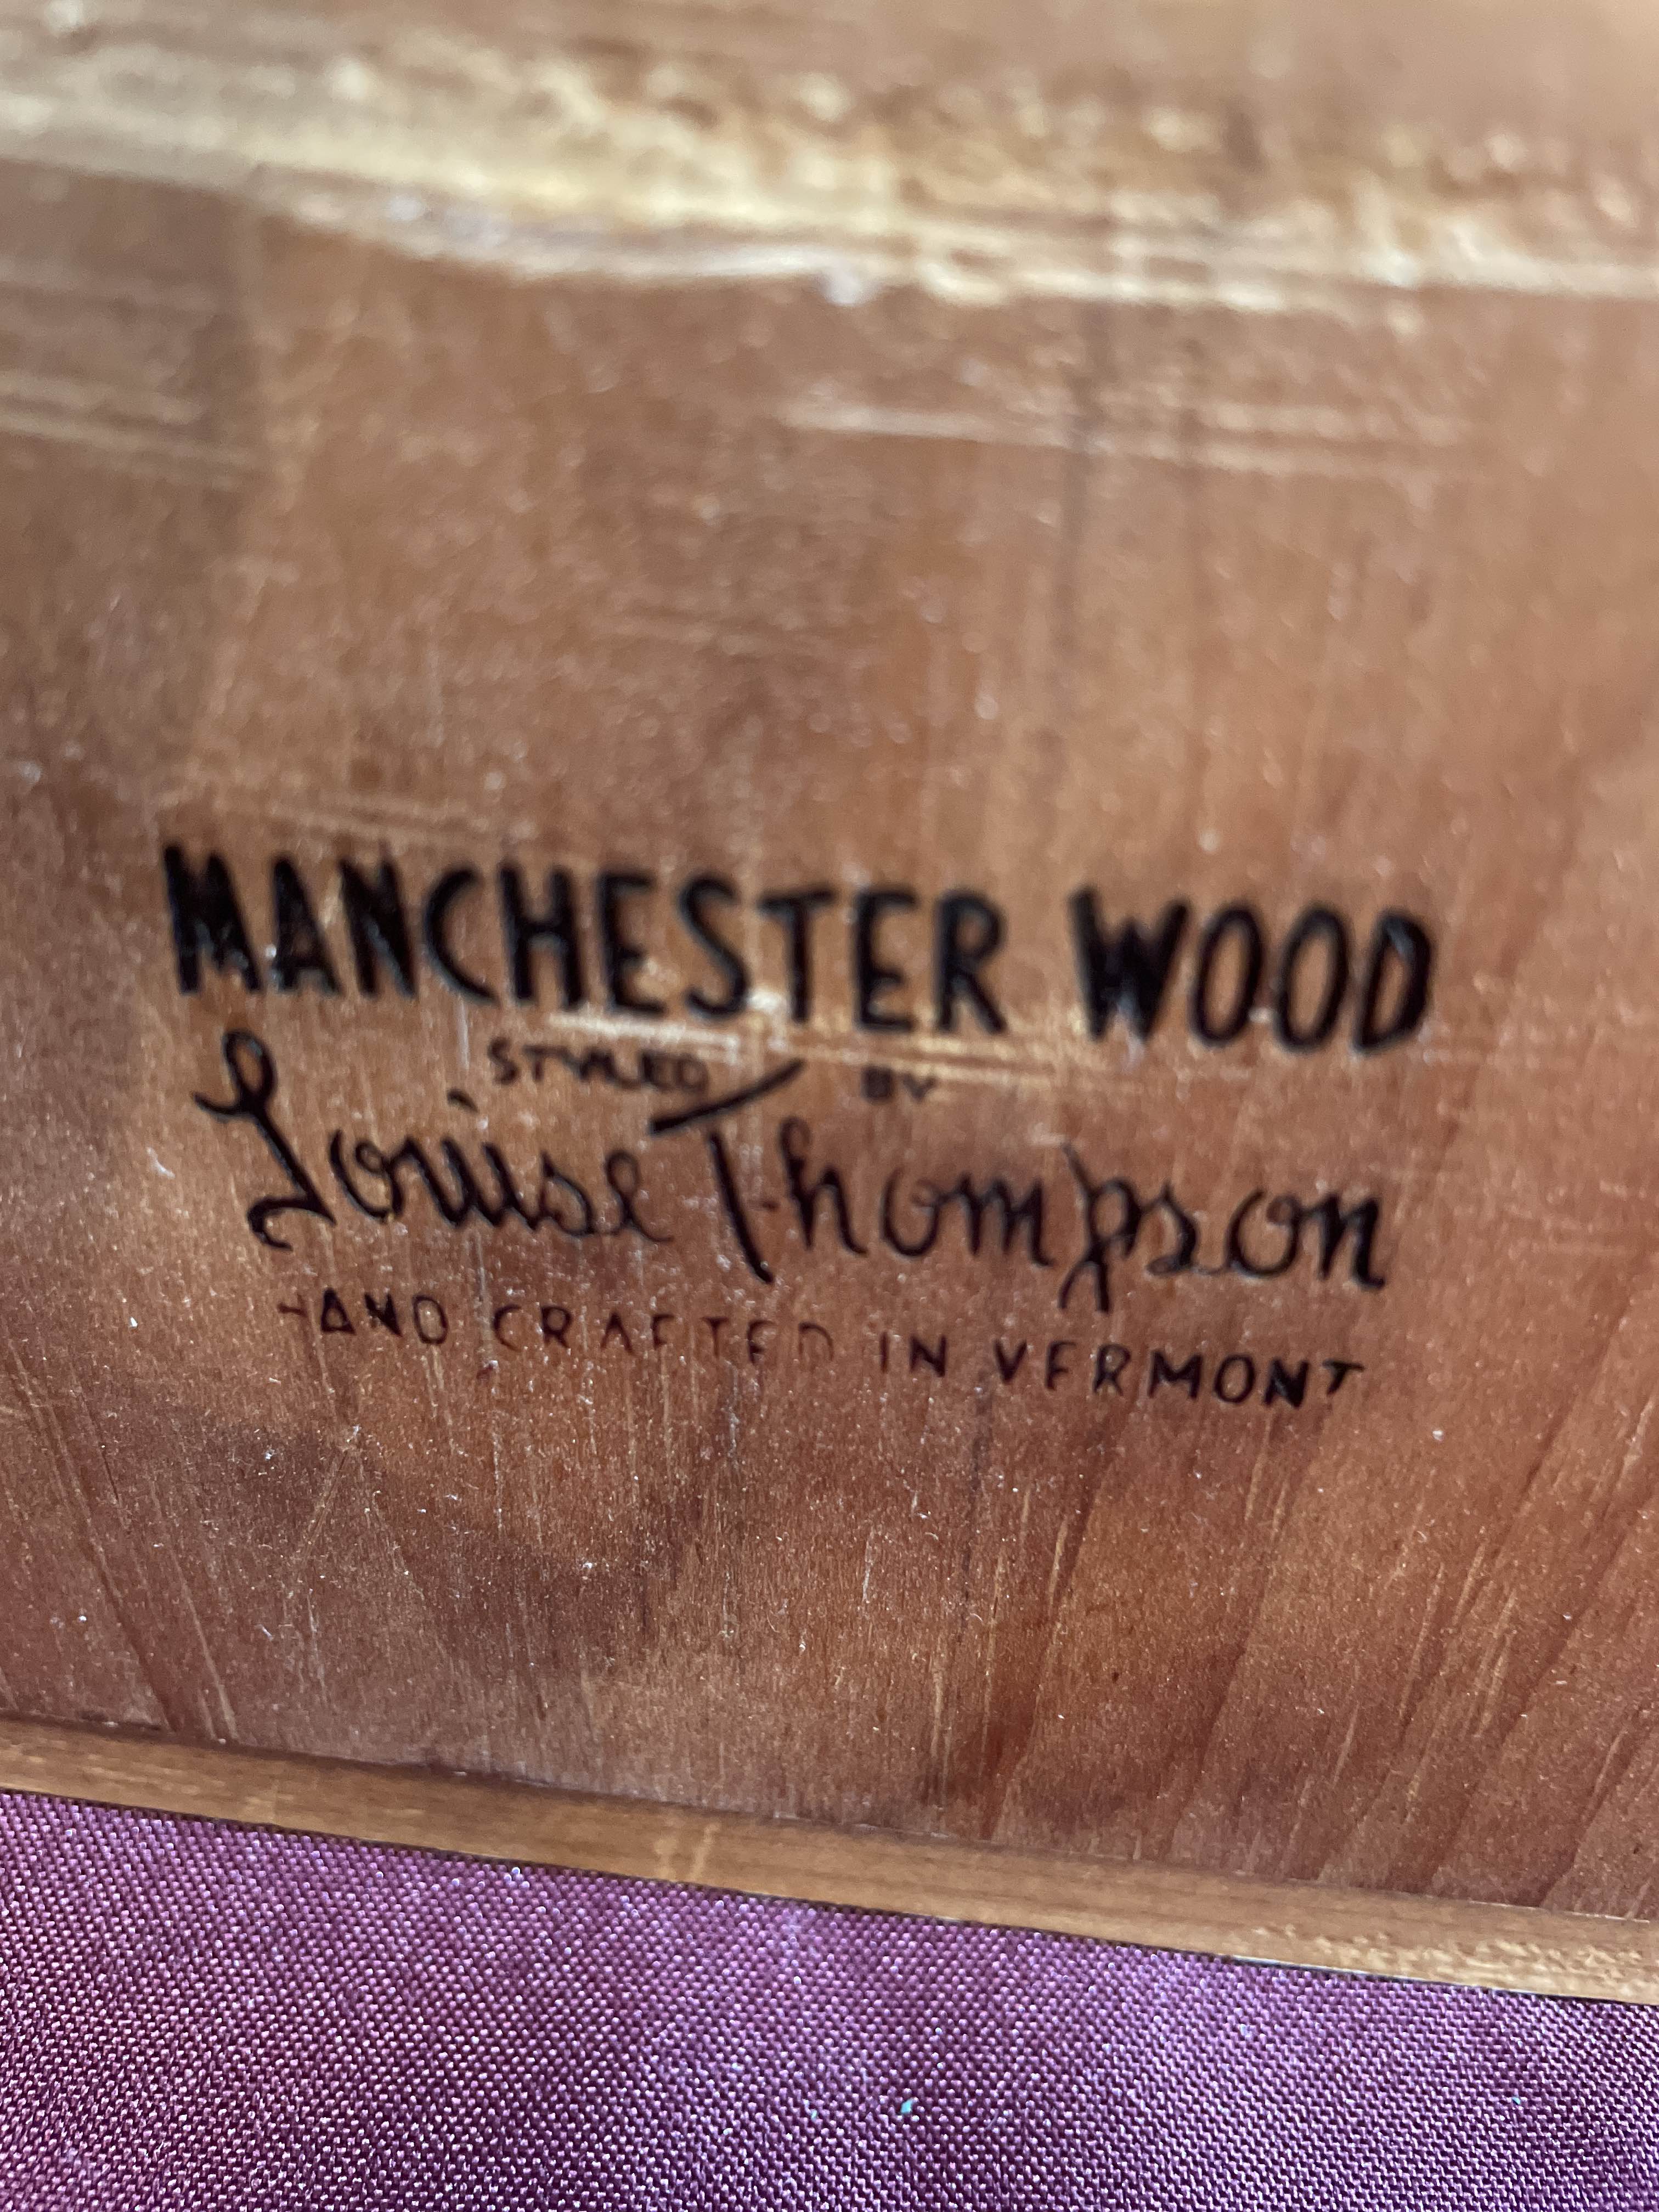 MANCHESTER WOOD
STYLED BY
Louise Thompson
HAND CRAFTED IN VERMONT